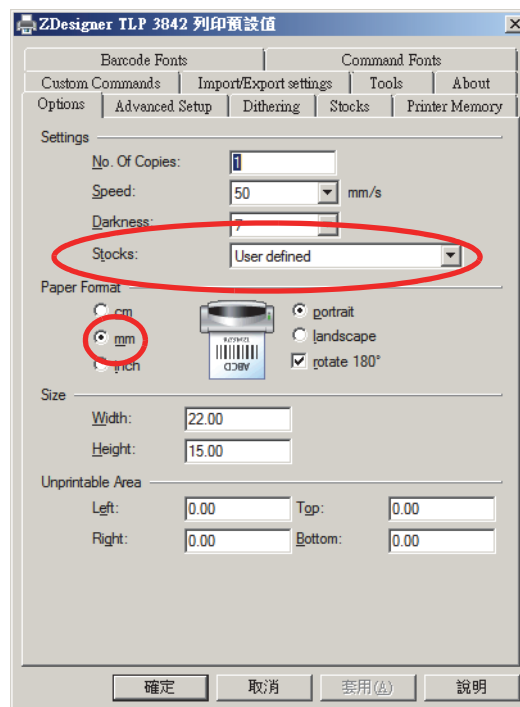 ZDesigner TLP 3842 列印預設值
Barcode Fonts Command Fonts
Custom Commands Import/Export settings Tools About
Options Advanced Setup Dithering Stocks Printer Memory
Settings
No. Of Copies: 1
Speed: 50 mm/s
Darkness: 7
Stocks: User defined
Paper Format
cm portrait
mm landscape
inch rotate 180°
ABCD
Size
Width: 22.00
Height: 15.00
Unprintable Area
Left: 0.00 Top: 0.00
Right: 0.00 Bottom: 0.00
確定 取消 套用(A) 說明